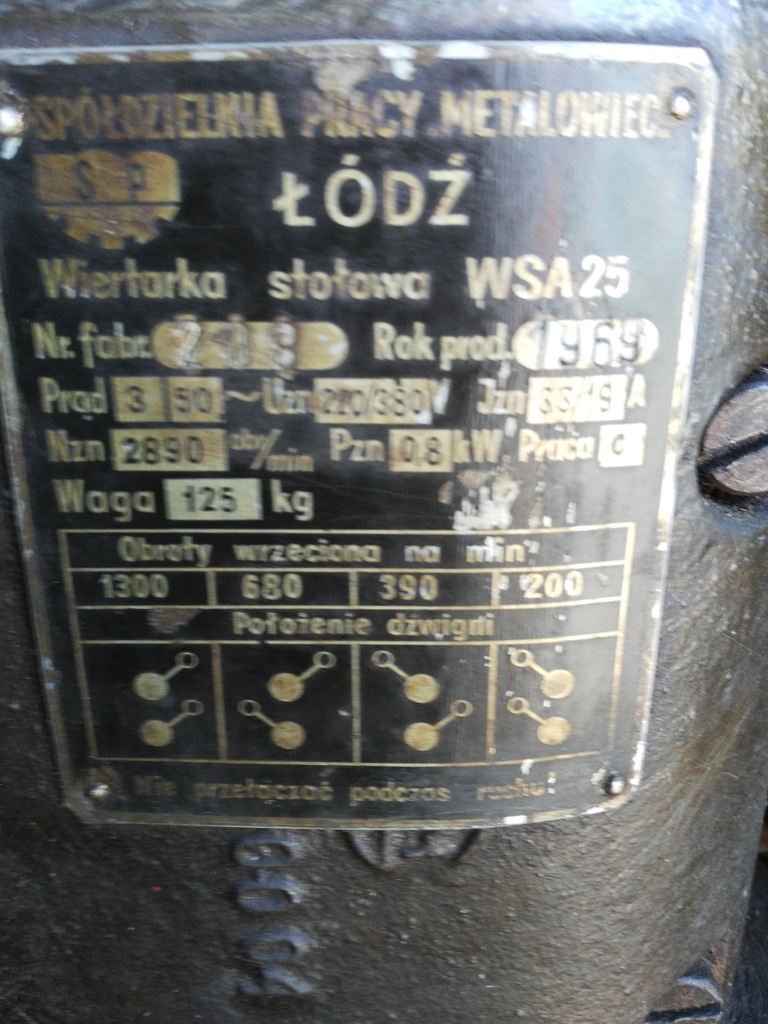 SPÓŁDZIELNIA PRACY „METALOWIEC"
S P
ŁÓDŹ
Wiertarka stołowa WSA25
Nr. fabr. 208 Rok prod. 1969
Prąd 3 50 ~ Uzn 220/380 V Jzn A
Nzn 2890 obr/min Pzn 0,8 kW Praca C
Waga 125 kg
Obroty wrzeciona na min.
1300 680 390 200
Położenie dźwigni
Nie przełączać podczas ruchu!